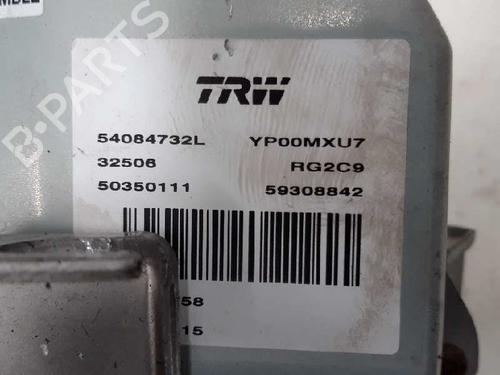 B-PARTS
TRW
54084732L YP00MXU7
32506 RG2C9
50350111 59308842
58
15